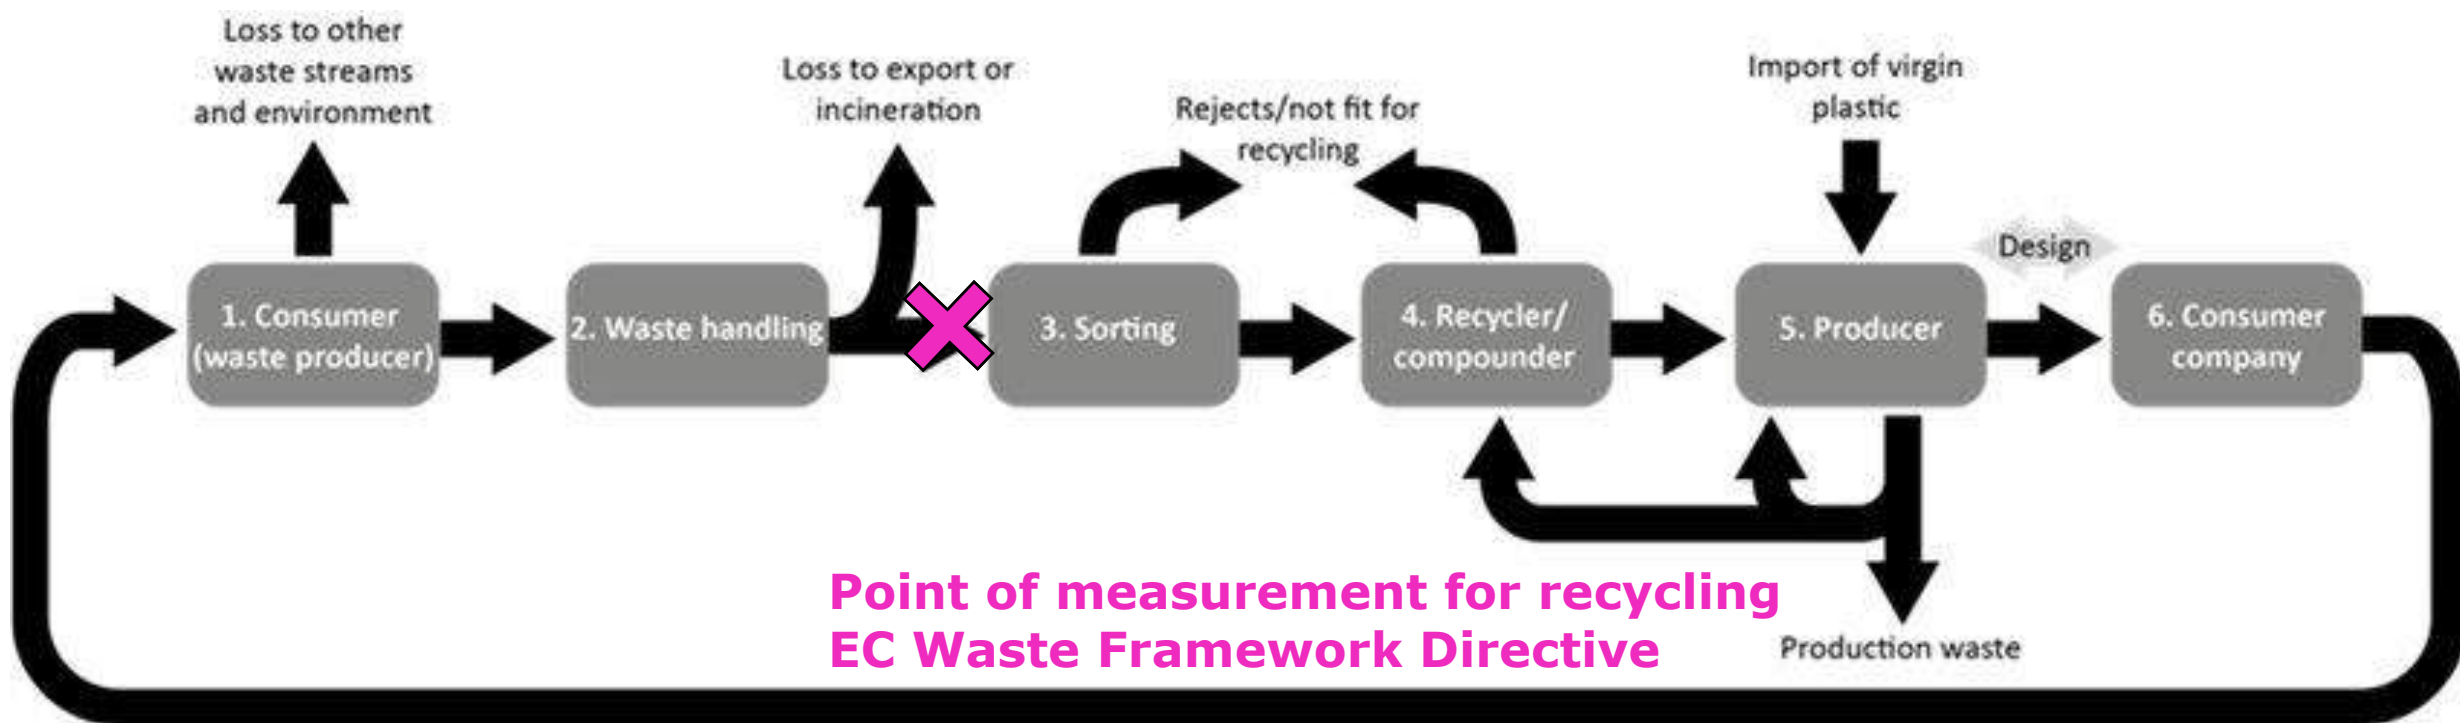 Loss to other
waste streams
and environment
Loss to export or
incineration
Rejects/not fit for
recycling
Import of virgin
plastic
Design
1. Consumer
(waste producer)
2. Waste handling
3. Sorting
4. Recycler/
compounder
5. Producer
6. Consumer
company
Point of measurement for recycling
EC Waste Framework Directive
Production waste